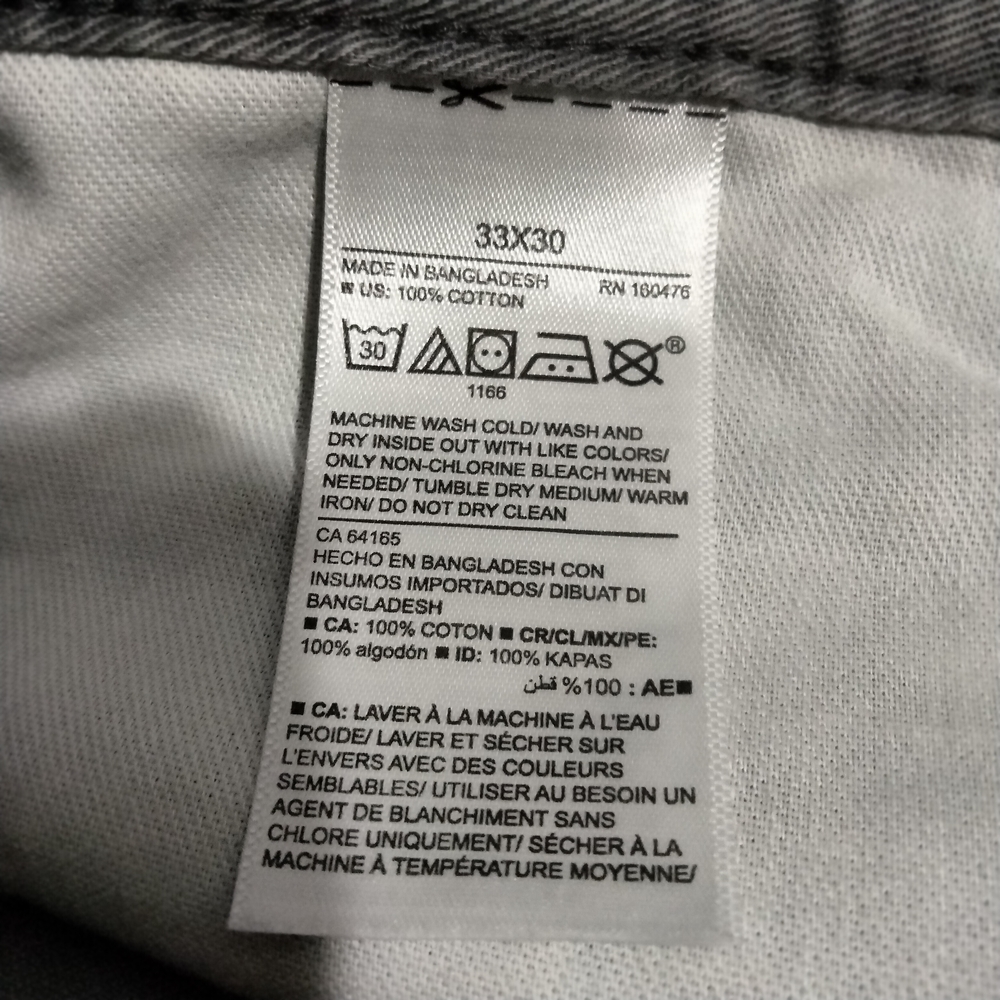 33X30
MADE IN BANGLADESH RN 160476
■ US: 100% COTTON
30
®
1166
MACHINE WASH COLD/ WASH AND
DRY INSIDE OUT WITH LIKE COLORS/
ONLY NON-CHLORINE BLEACH WHEN
NEEDED/ TUMBLE DRY MEDIUM/ WARM
IRON/ DO NOT DRY CLEAN
CA 64165
HECHO EN BANGLADESH CON
INSUMOS IMPORTADOS/ DIBUAT DI
BANGLADESH
■ CA: 100% COTON ■ CR/CL/MX/PE:
100% algodón ■ ID: 100% KAPAS
■AE : 100% قطن
■ CA: LAVER À LA MACHINE À L'EAU
FROIDE/ LAVER ET SÉCHER SUR
L'ENVERS AVEC DES COULEURS
SEMBLABLES/ UTILISER AU BESOIN UN
AGENT DE BLANCHIMENT SANS
CHLORE UNIQUEMENT/ SÉCHER À LA
MACHINE À TEMPÉRATURE MOYENNE/